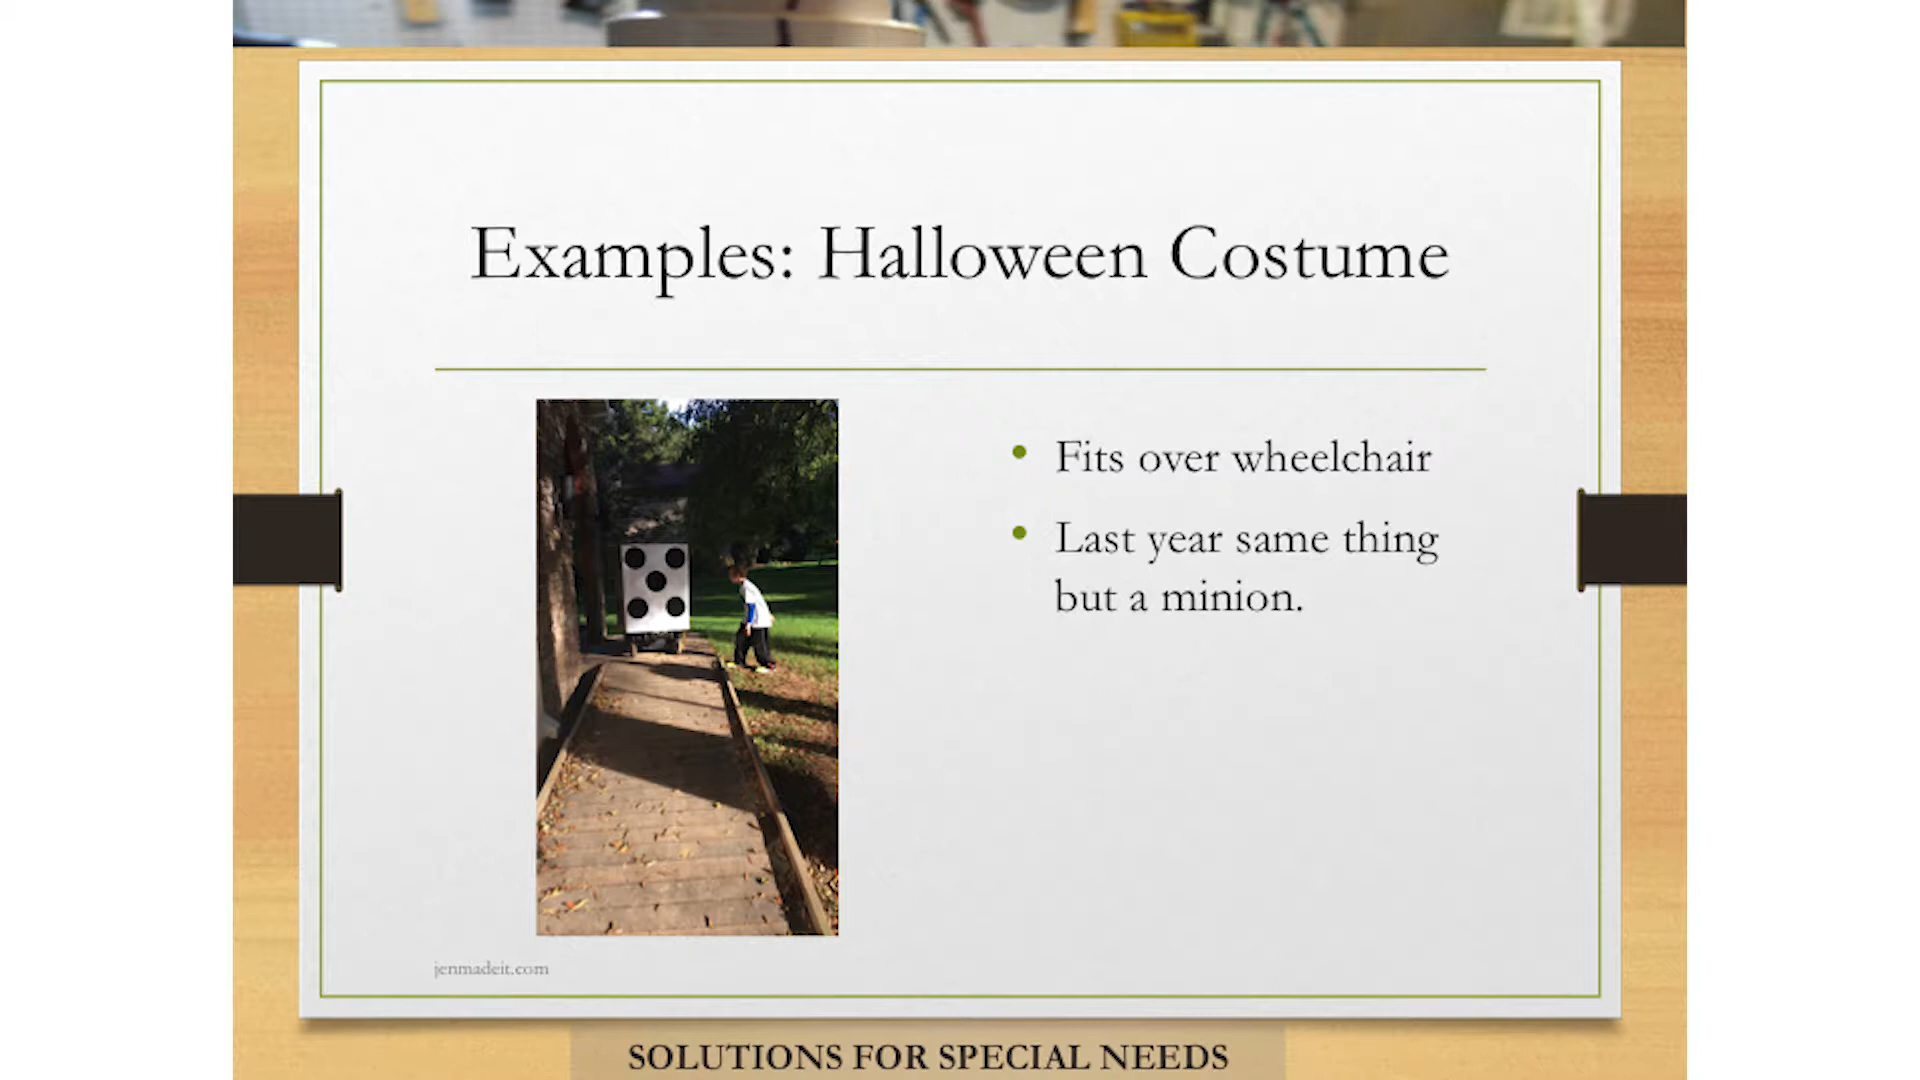 Examples: Halloween Costume
Fits over wheelchair
Last year same thing
but a minion.
jenmadeit.com
SOLUTIONS FOR SPECIAL NEEDS